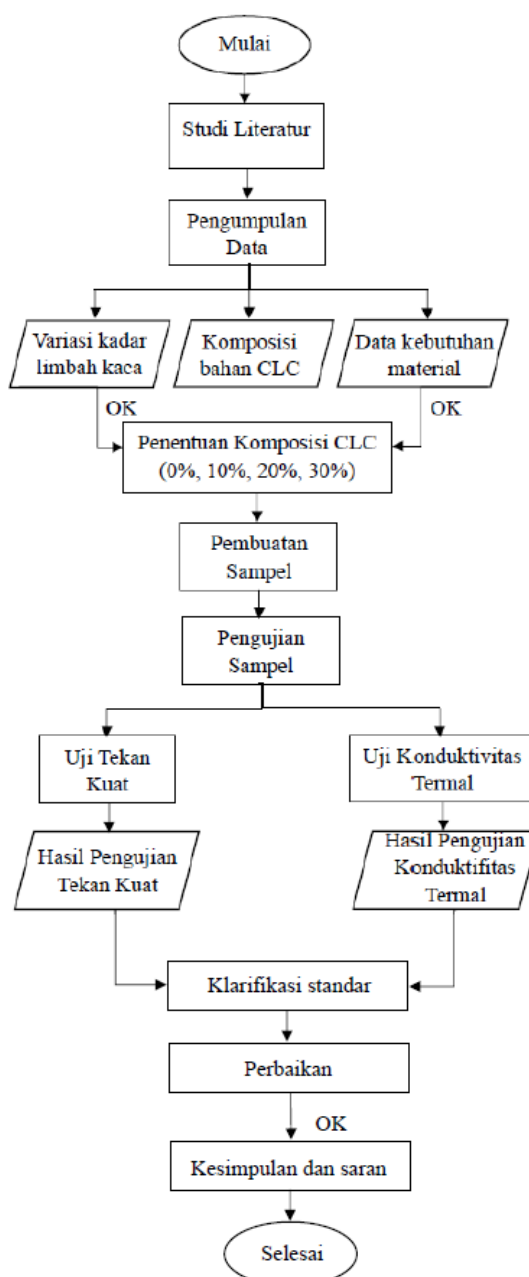 Mulai
Studi Literatur
Pengumpulan
Data
Variasi kadar
limbah kaca
Komposisi
bahan CLC
Data kebutuhan
material
OK
OK
Penentuan Komposisi CLC
(0%, 10%, 20%, 30%)
Pembuatan
Sampel
Pengujian
Sampel
Uji Tekan
Kuat
Uji Konduktivitas
Termal
Hasil Pengujian
Tekan Kuat
Hasil Pengujian
Konduktifitas
Termal
Klarifikasi standar
Perbaikan
OK
Kesimpulan dan saran
Selesai